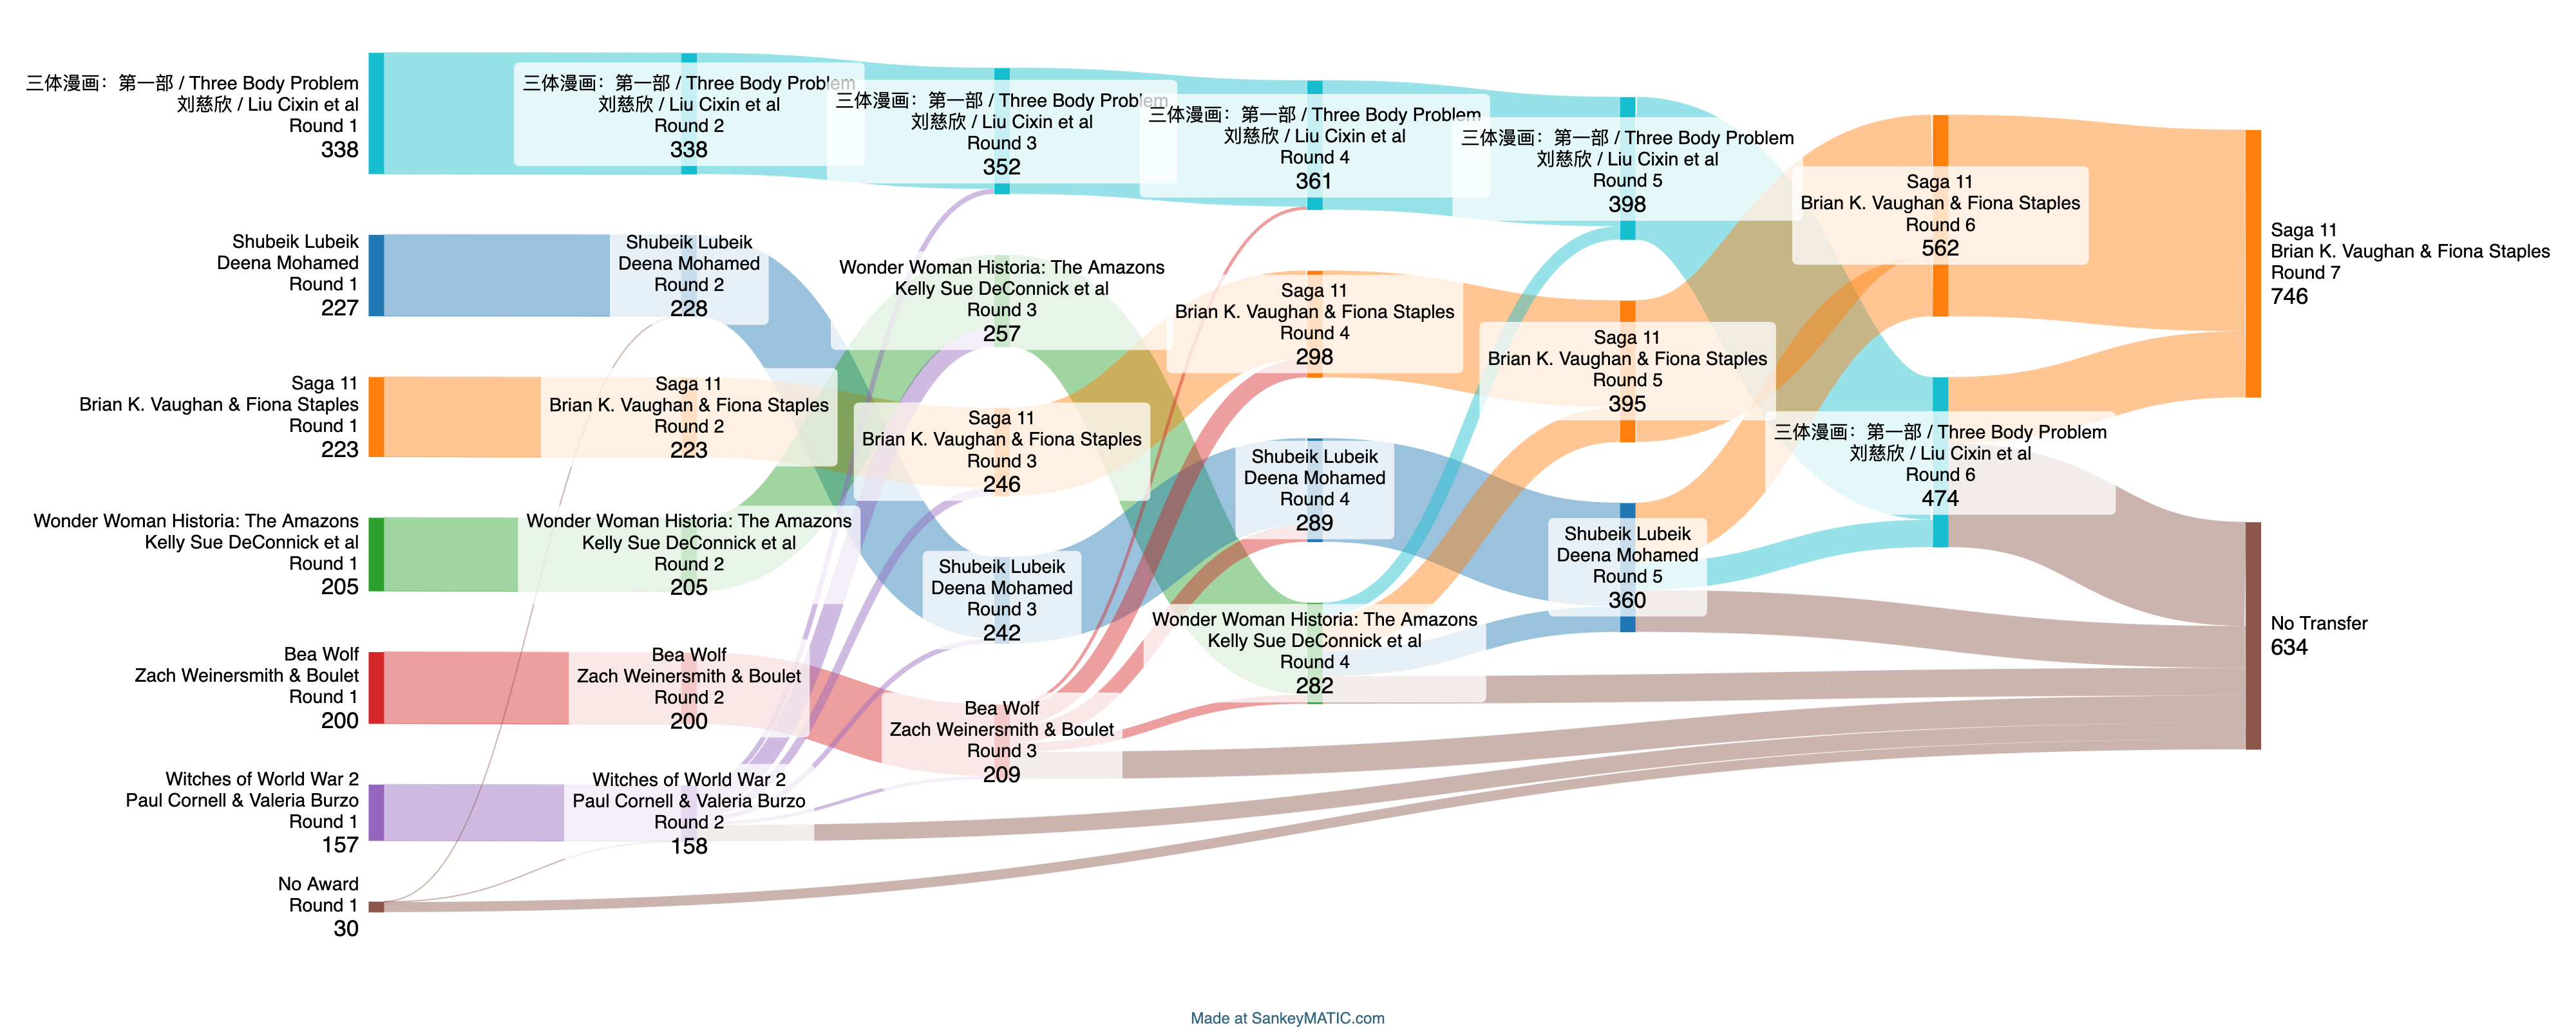 三体漫画：第一部 / Three Body Problem
刘慈欣 / Liu Cixin et al
Round 1
338
Shubeik Lubeik
Deena Mohamed
Round 1
227
Saga 11
Brian K. Vaughan & Fiona Staples
Round 1
223
Wonder Woman Historia: The Amazons
Kelly Sue DeConnick et al
Round 1
205
Bea Wolf
Zach Weinersmith & Boulet
Round 1
200
Witches of World War 2
Paul Cornell & Valeria Burzo
Round 1
157
No Award
Round 1
30
三体漫画：第一部 / Three Body Problem
刘慈欣 / Liu Cixin et al
Round 2
338
Shubeik Lubeik
Deena Mohamed
Round 2
228
Saga 11
Brian K. Vaughan & Fiona Staples
Round 2
223
Wonder Woman Historia: The Amazons
Kelly Sue DeConnick et al
Round 2
205
Bea Wolf
Zach Weinersmith & Boulet
Round 2
200
Witches of World War 2
Paul Cornell & Valeria Burzo
Round 2
158
三体漫画：第一部 / Three Body Problem
刘慈欣 / Liu Cixin et al
Round 3
352
Wonder Woman Historia: The Amazons
Kelly Sue DeConnick et al
Round 3
257
Saga 11
Brian K. Vaughan & Fiona Staples
Round 3
246
Shubeik Lubeik
Deena Mohamed
Round 3
242
Bea Wolf
Zach Weinersmith & Boulet
Round 3
209
三体漫画：第一部 / Three Body Problem
刘慈欣 / Liu Cixin et al
Round 4
361
Saga 11
Brian K. Vaughan & Fiona Staples
Round 4
298
Shubeik Lubeik
Deena Mohamed
Round 4
289
Wonder Woman Historia: The Amazons
Kelly Sue DeConnick et al
Round 4
282
三体漫画：第一部 / Three Body Problem
刘慈欣 / Liu Cixin et al
Round 5
398
Saga 11
Brian K. Vaughan & Fiona Staples
Round 5
395
Shubeik Lubeik
Deena Mohamed
Round 5
360
Saga 11
Brian K. Vaughan & Fiona Staples
Round 6
562
三体漫画：第一部 / Three Body Problem
刘慈欣 / Liu Cixin et al
Round 6
474
Saga 11
Brian K. Vaughan & Fiona Staples
Round 7
746
No Transfer
634
Made at SankeyMATIC.com